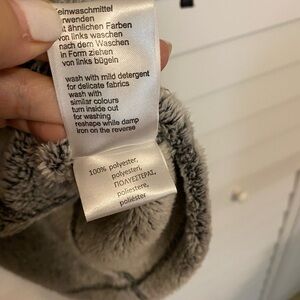 einwaschmittel
erwenden
it ähnlichen Farben
von links waschen
nach dem Waschen
in Form ziehen
von links bügeln
wash with mild detergent
for delicate fabrics
wash with
similar colours
turn inside out
for washing
reshape while damp
iron on the reverse
100% polyester,
polyester,
ΠΟΛΥΕΣΤΕΡΑΣ,
poliestere,
poliéster